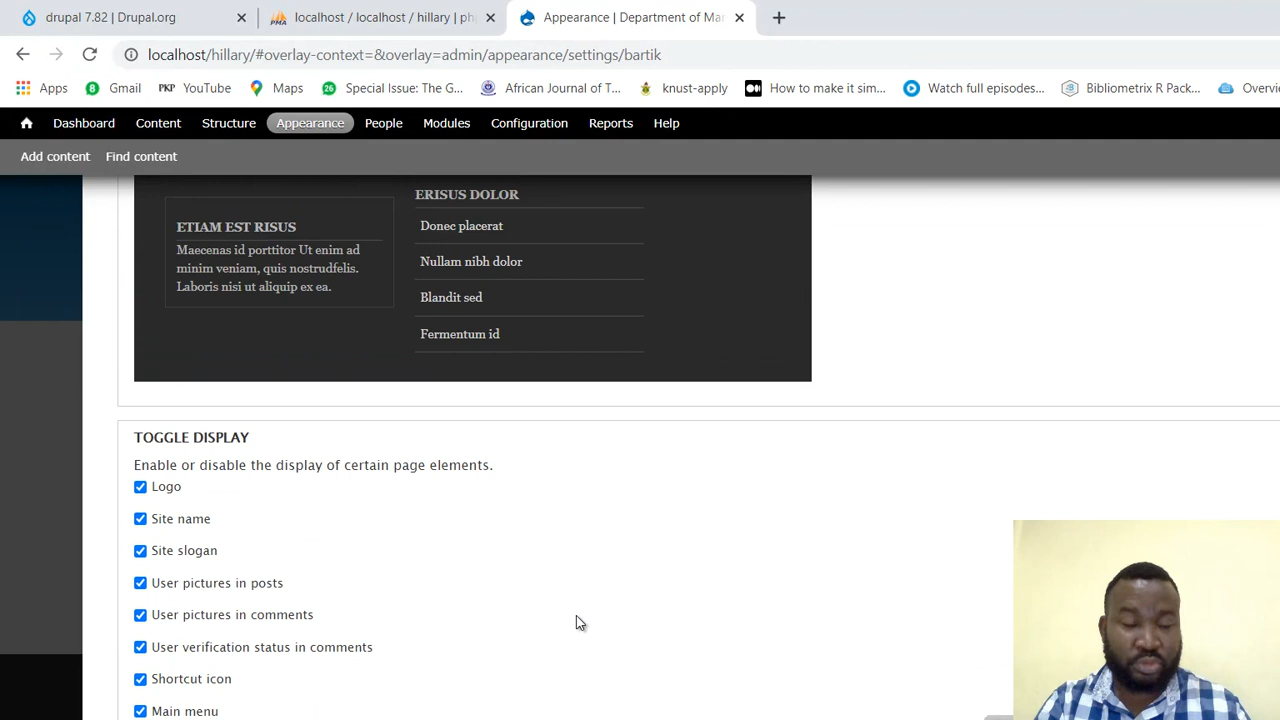 drupal 7.82 | Drupal.org
localhost / localhost / hillary | ph
Appearance | Department of Mar
localhost/hillary/#overlay-context=&overlay=admin/appearance/settings/bartik
Apps 8 Gmail PKP YouTube Maps 26 Special Issue: The G... African Journal of T... knust-apply How to make it sim... Watch full episodes... Bibliometrix R Pack... Overvie
Dashboard Content Structure Appearance People Modules Configuration Reports Help
Add content Find content
ETIAM EST RISUS
Maecenas id porttitor Ut enim ad
minim veniam, quis nostrudfelis.
Laboris nisi ut aliquip ex ea.
ERISUS DOLOR
Donec placerat
Nullam nibh dolor
Blandit sed
Fermentum id
TOGGLE DISPLAY
Enable or disable the display of certain page elements.
Logo
Site name
Site slogan
User pictures in posts
User pictures in comments
User verification status in comments
Shortcut icon
Main menu